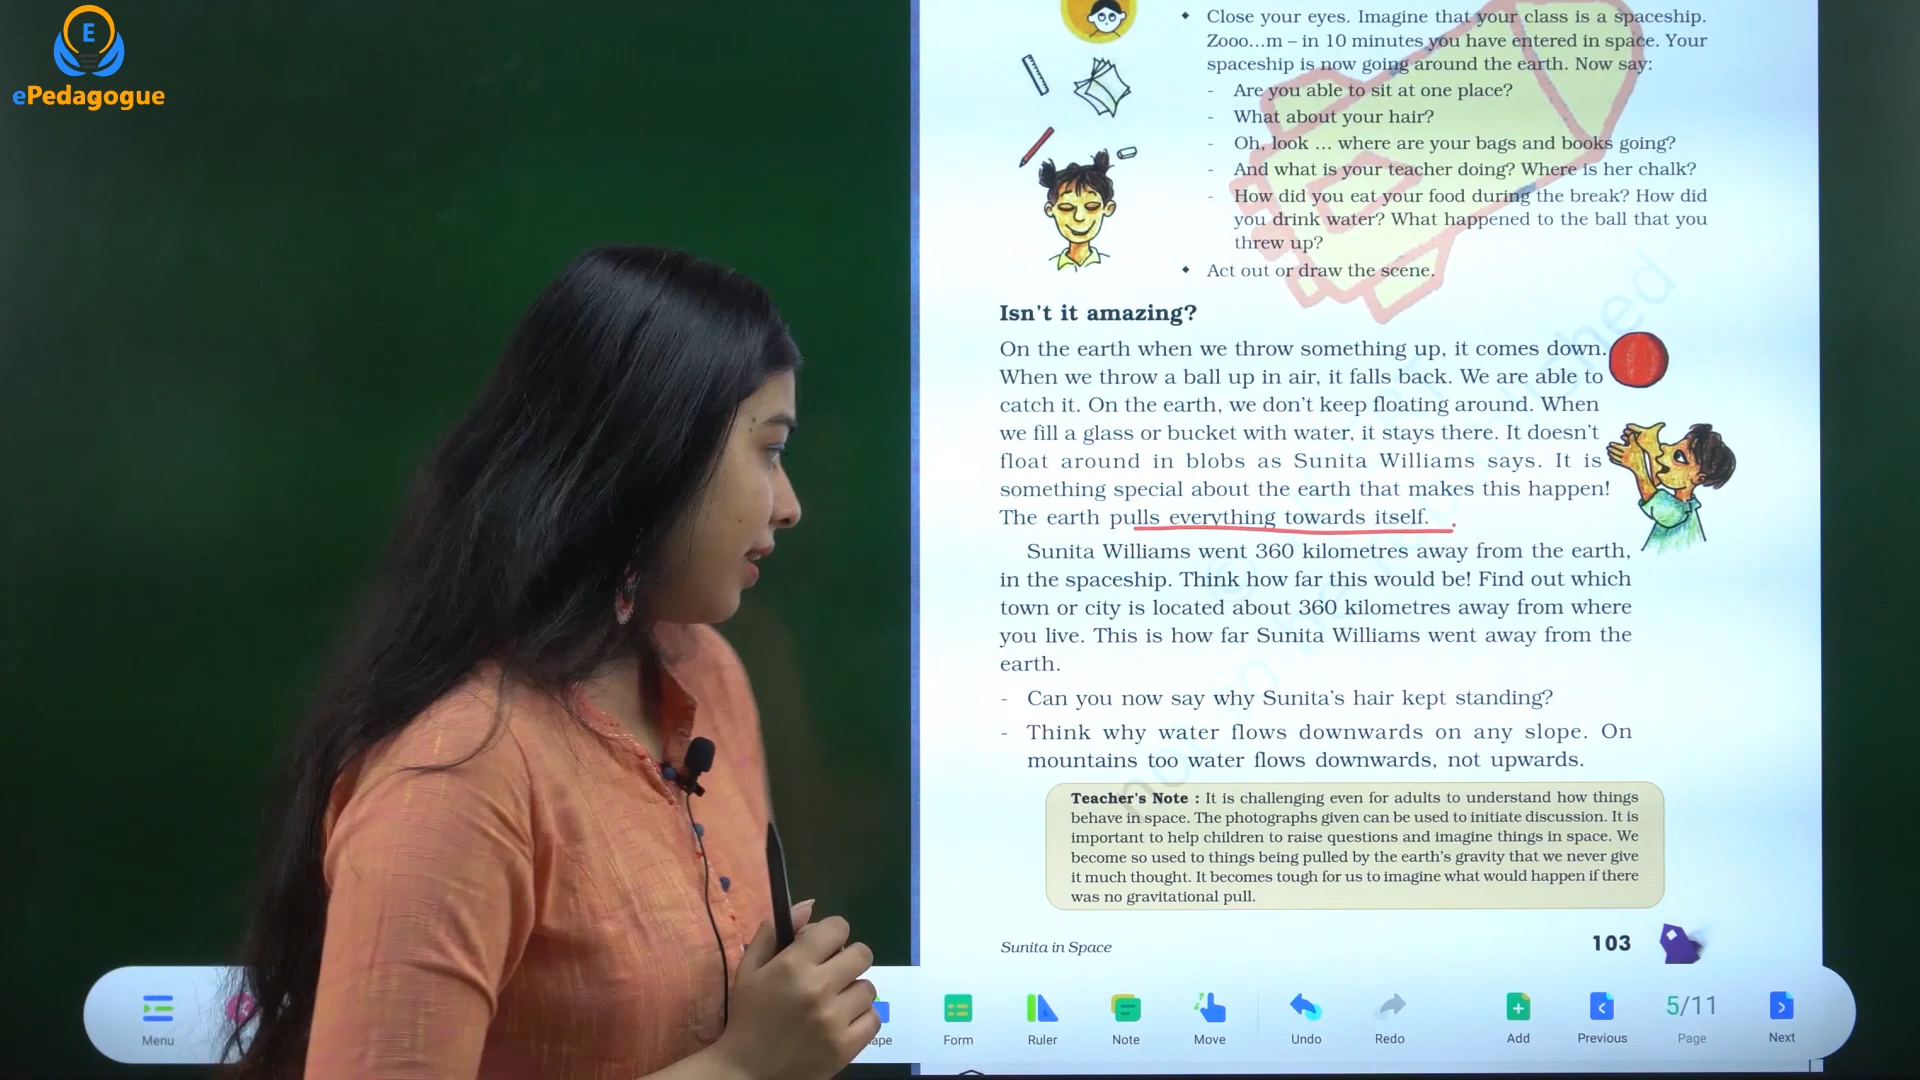 E
ePedagogue
Close your eyes. Imagine that your class is a spaceship.
Zooo...m – in 10 minutes you have entered in space. Your
spaceship is now going around the earth. Now say:
- Are you able to sit at one place?
- What about your hair?
- Oh, look ... where are your bags and books going?
- And what is your teacher doing? Where is her chalk?
- How did you eat your food during the break? How did
you drink water? What happened to the ball that you
threw up?
Act out or draw the scene.
Isn't it amazing?
On the earth when we throw something up, it comes down.
When we throw a ball up in air, it falls back. We are able to
catch it. On the earth, we don't keep floating around. When
we fill a glass or bucket with water, it stays there. It doesn't
float around in blobs as Sunita Williams says. It is
something special about the earth that makes this happen!
The earth pulls everything towards itself.
Sunita Williams went 360 kilometres away from the earth,
in the spaceship. Think how far this would be! Find out which
town or city is located about 360 kilometres away from where
you live. This is how far Sunita Williams went away from the
earth.
- Can you now say why Sunita's hair kept standing?
- Think why water flows downwards on any slope. On
mountains too water flows downwards, not upwards.
Teacher's Note : It is challenging even for adults to understand how things
behave in space. The photographs given can be used to initiate discussion. It is
important to help children to raise questions and imagine things in space. We
become so used to things being pulled by the earth's gravity that we never give
it much thought. It becomes tough for us to imagine what would happen if there
was no gravitational pull.
Sunita in Space
103
Menu
Form
Ruler
Note
Move
Undo
Redo
Add
Previous
5/11
Page
Next